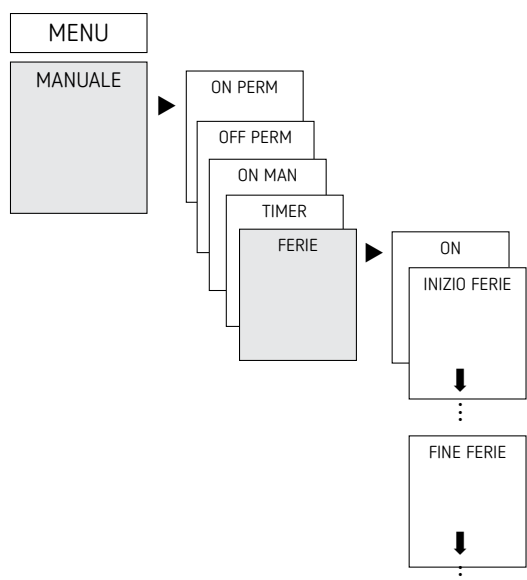 MENU
MANUALE
ON PERM
OFF PERM
ON MAN
TIMER
FERIE
ON
INIZIO FERIE
FINE FERIE